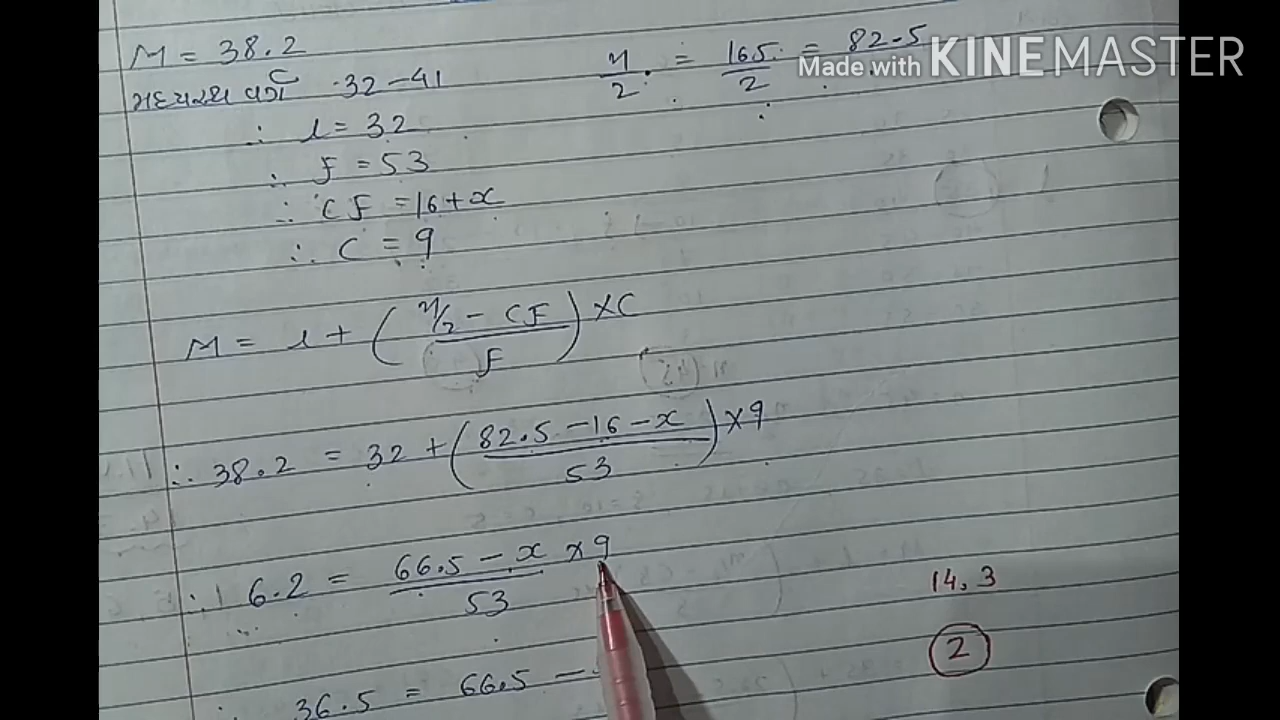 M = 38.2
n/2 = 165/2 = 82.5
Made with KINEMASTER
મધ્યસ્થ વર્ગ 32-41
∴ l = 32
∴ F = 53
∴ CF = 16+x
∴ C = 9
M = l + ( n/2 - CF / F ) × C
∴ 38.2 = 32 + ( 82.5 - 16 - x / 53 ) × 9
∴ 6.2 = 66.5 - x / 53 × 9
14.3
2
∴ 36.5 = 66.5 -